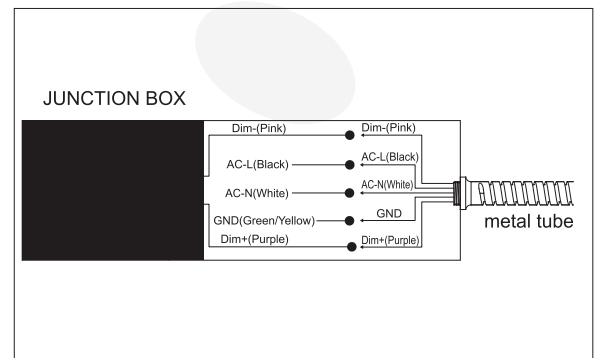 JUNCTION BOX
Dim-(Pink) Dim-(Pink)
AC-L(Black) AC-L(Black)
AC-N(White) AC-N(White)
GND(Green/Yellow) GND
Dim+(Purple) Dim+(Purple)
metal tube